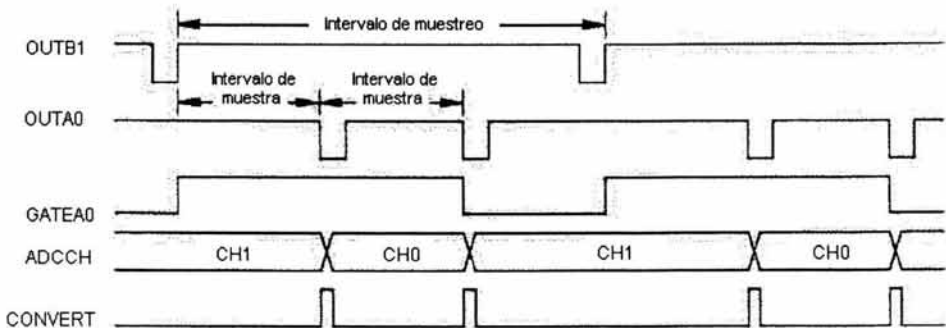 Intervalo de muestreo
OUTB1
Intervalo de
muestra
Intervalo de
muestra
OUTA0
GATEA0
ADCCH
CH1
CH0
CH1
CH0
CONVERT